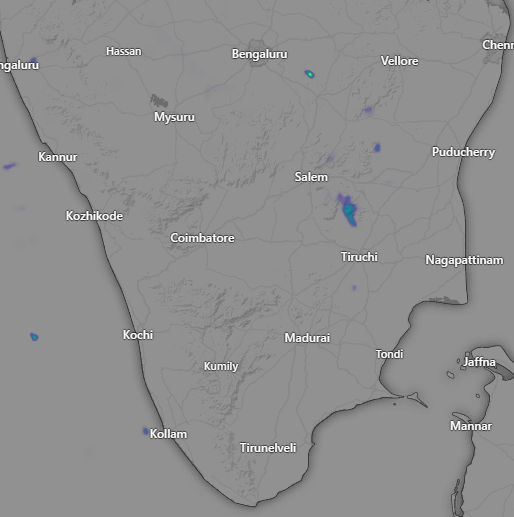 Hassan
Bengaluru
Chenn
Vellore
ngaluru
Mysuru
Kannur
Puducherry
Salem
Kozhikode
Coimbatore
Tiruchi
Nagapattinam
Kochi
Madurai
Tondi
Kumily
Jaffna
Mannar
Kollam
Tirunelveli